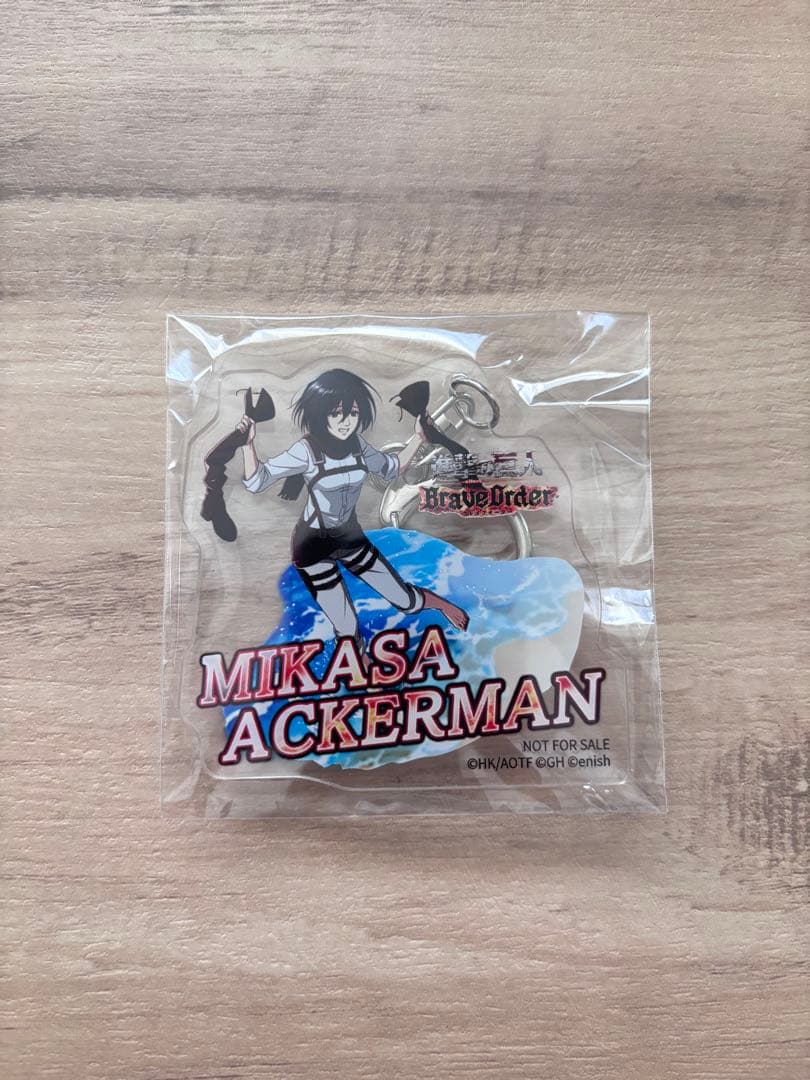 進撃の巨人
Brave Order
MIKASA
ACKERMAN
NOT FOR SALE
©HK/AOTF ©GH ©enish